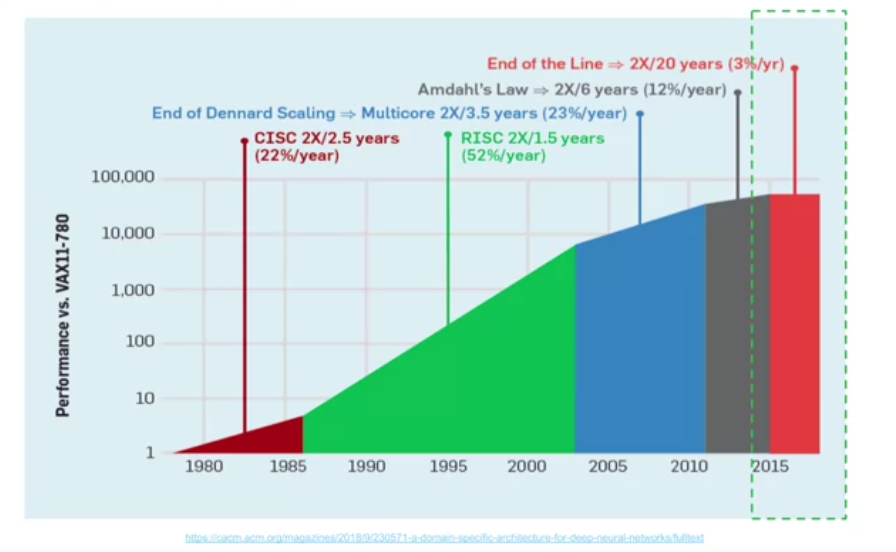 End of the Line ⇒ 2X/20 years (3%/yr)
Amdahl's Law ⇒ 2X/6 years (12%/year)
End of Dennard Scaling ⇒ Multicore 2X/3.5 years (23%/year)
CISC 2X/2.5 years
(22%/year)
RISC 2X/1.5 years
(52%/year)
Performance vs. VAX11-780
100,000
10,000
1,000
100
10
1
1980 1985 1990 1995 2000 2005 2010 2015
https://cacm.acm.org/magazines/2018/9/230571-a-domain-specific-architecture-for-deep-neural-networks/fulltext